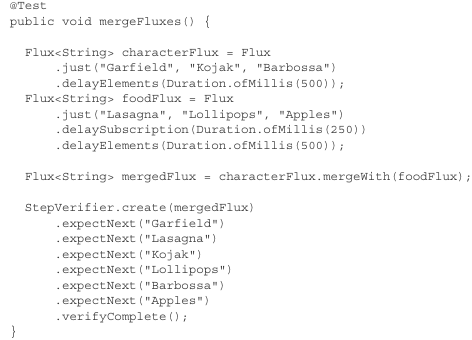 @Test
public void mergeFluxes() {

  Flux<String> characterFlux = Flux
      .just("Garfield", "Kojak", "Barbossa")
      .delayElements(Duration.ofMillis(500));
  Flux<String> foodFlux = Flux
      .just("Lasagna", "Lollipops", "Apples")
      .delaySubscription(Duration.ofMillis(250))
      .delayElements(Duration.ofMillis(500));

  Flux<String> mergedFlux = characterFlux.mergeWith(foodFlux);

  StepVerifier.create(mergedFlux)
      .expectNext("Garfield")
      .expectNext("Lasagna")
      .expectNext("Kojak")
      .expectNext("Lollipops")
      .expectNext("Barbossa")
      .expectNext("Apples")
      .verifyComplete();
}